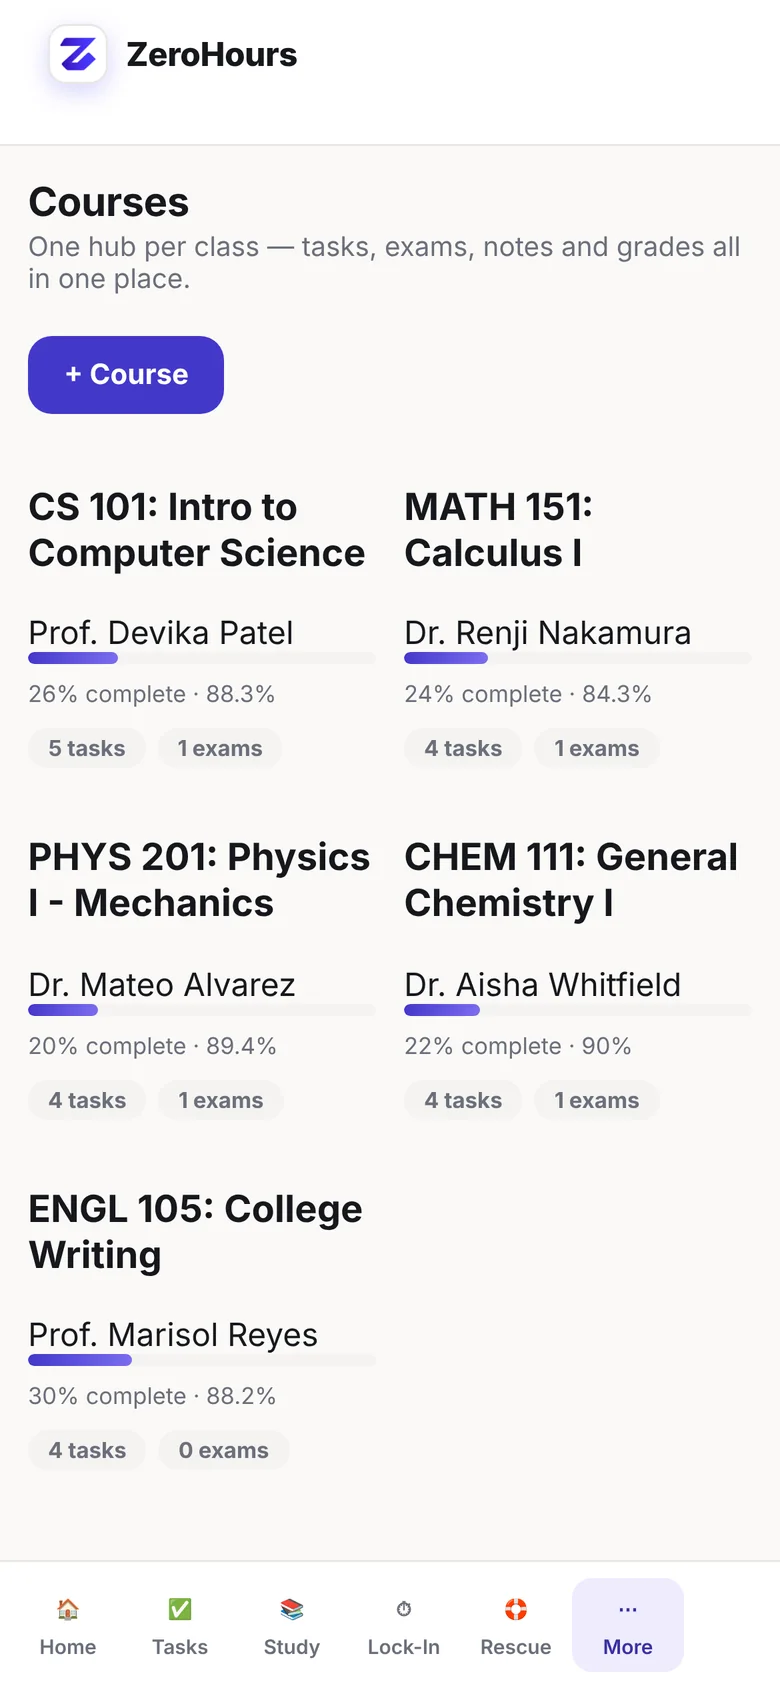 ZeroHours
Courses
One hub per class — tasks, exams, notes and grades all
in one place.
+ Course
CS 101: Intro to
Computer Science
Prof. Devika Patel
26% complete · 88.3%
5 tasks
1 exams
MATH 151:
Calculus I
Dr. Renji Nakamura
24% complete · 84.3%
4 tasks
1 exams
PHYS 201: Physics
I - Mechanics
Dr. Mateo Alvarez
20% complete · 89.4%
4 tasks
1 exams
CHEM 111: General
Chemistry I
Dr. Aisha Whitfield
22% complete · 90%
4 tasks
1 exams
ENGL 105: College
Writing
Prof. Marisol Reyes
30% complete · 88.2%
4 tasks
0 exams
Home
Tasks
Study
Lock-In
Rescue
More